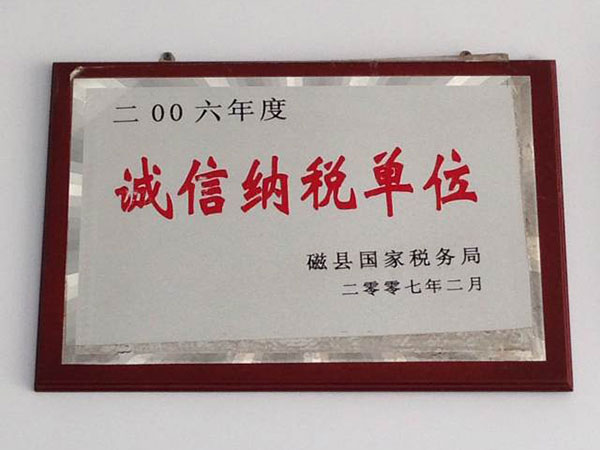 二00六年度
诚信纳税单位
磁县国家税务局
二零零七年二月